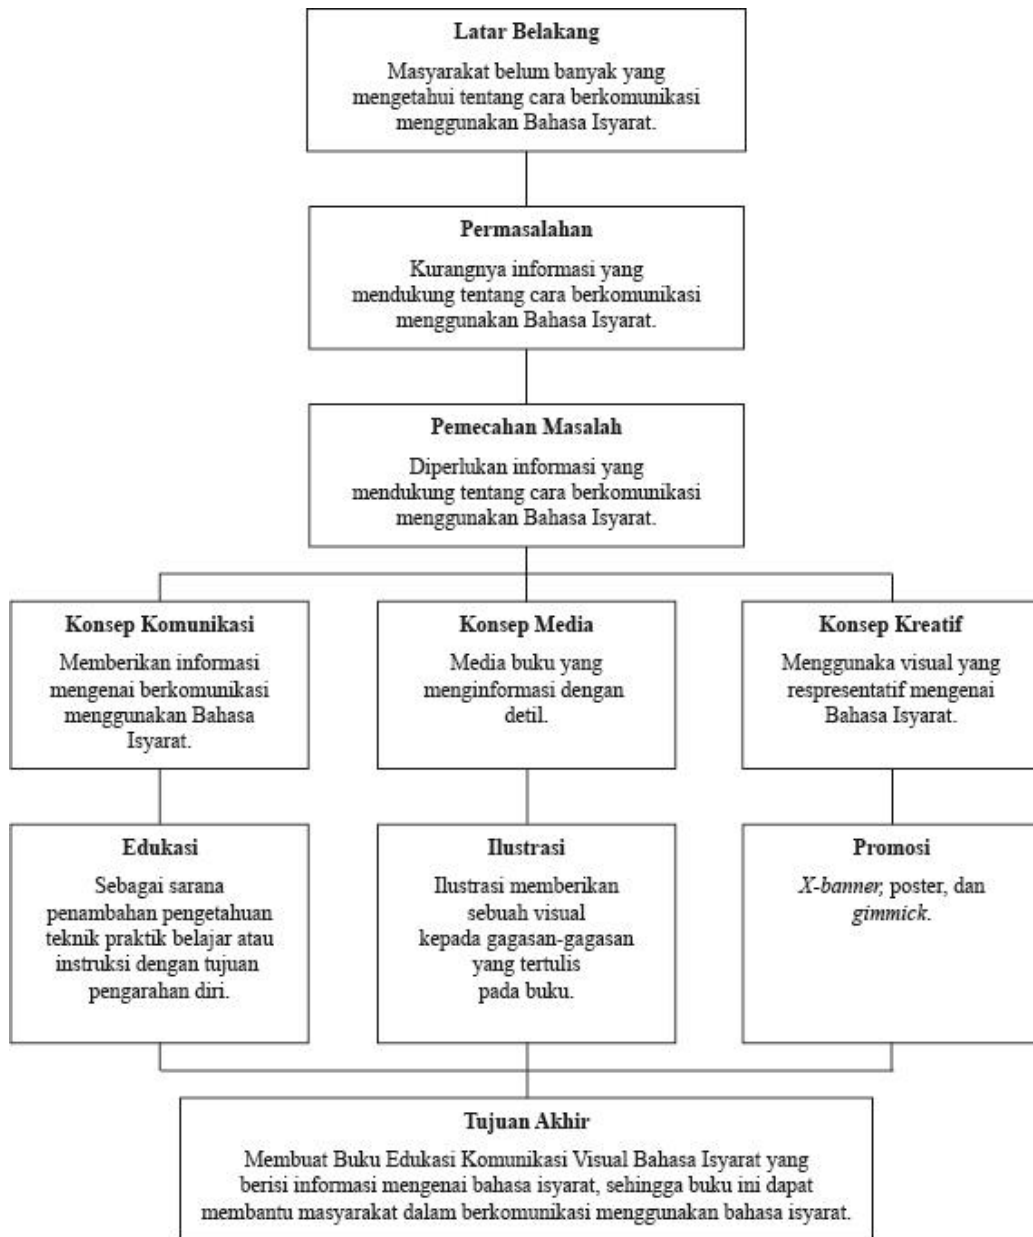 Latar Belakang
Masyarakat belum banyak yang
mengetahui tentang cara berkomunikasi
menggunakan Bahasa Isyarat.
Permasalahan
Kurangnya informasi yang
mendukung tentang cara berkomunikasi
menggunakan Bahasa Isyarat.
Pemecahan Masalah
Diperlukan informasi yang
mendukung tentang cara berkomunikasi
menggunakan Bahasa Isyarat.
Konsep Komunikasi
Memberikan informasi
mengenai berkomunikasi
menggunakan Bahasa
Isyarat.
Konsep Media
Media buku yang
menginformasi dengan
detil.
Konsep Kreatif
Menggunaka visual yang
respresentatif mengenai
Bahasa Isyarat.
Edukasi
Sebagai sarana
penambahan pengetahuan
teknik praktik belajar atau
instruksi dengan tujuan
pengarahan diri.
Ilustrasi
Ilustrasi memberikan
sebuah visual
kepada gagasan-gagasan
yang tertulis
pada buku.
Promosi
X-banner, poster, dan
gimmick.
Tujuan Akhir
Membuat Buku Edukasi Komunikasi Visual Bahasa Isyarat yang
berisi informasi mengenai bahasa isyarat, sehingga buku ini dapat
membantu masyarakat dalam berkomunikasi menggunakan bahasa isyarat.